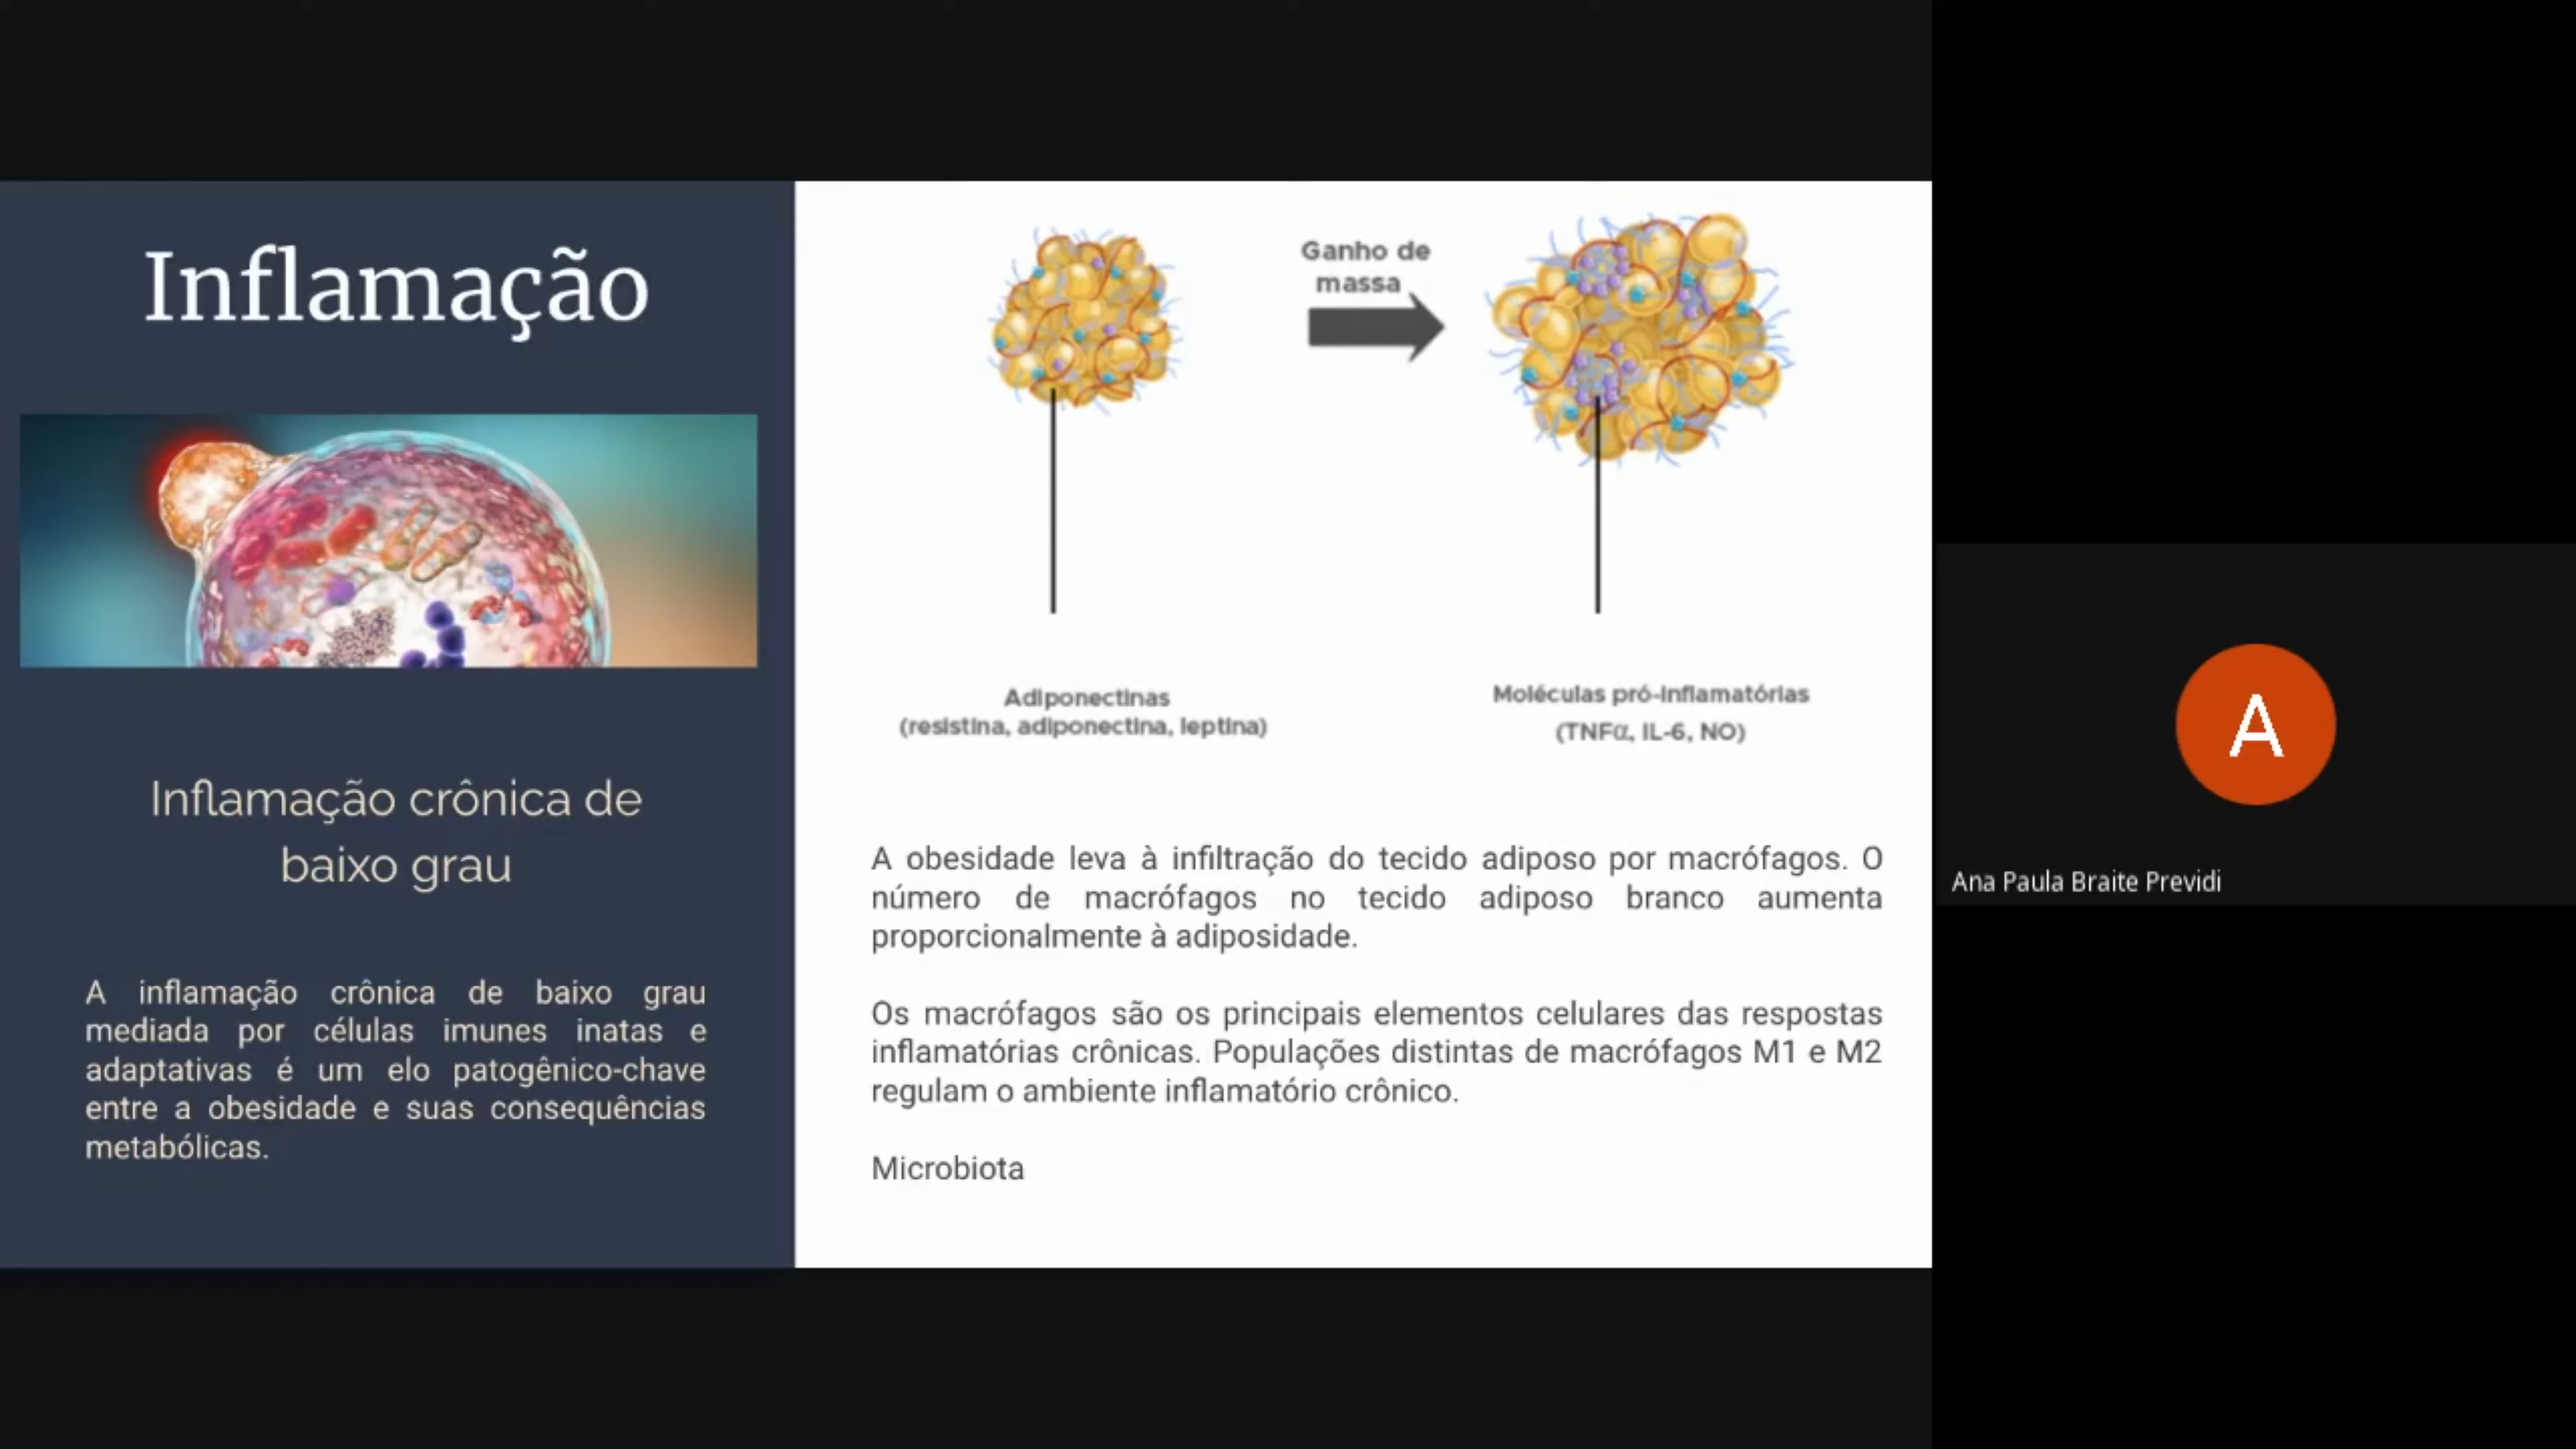 Inflamação
Inflamação crônica de
baixo grau
A inflamação crônica de baixo grau
mediada por células imunes inatas e
adaptativas é um elo patogênico-chave
entre a obesidade e suas consequências
metabólicas.
Ganho de
massa
Adiponectinas
(resistina, adiponectina, leptina)
Moléculas pró-inflamatórias
(TNFα, IL-6, NO)
A obesidade leva à infiltração do tecido adiposo por macrófagos. O
número de macrófagos no tecido adiposo branco aumenta
proporcionalmente à adiposidade.
Os macrófagos são os principais elementos celulares das respostas
inflamatórias crônicas. Populações distintas de macrófagos M1 e M2
regulam o ambiente inflamatório crônico.
Microbiota
A
Ana Paula Braite Previdi